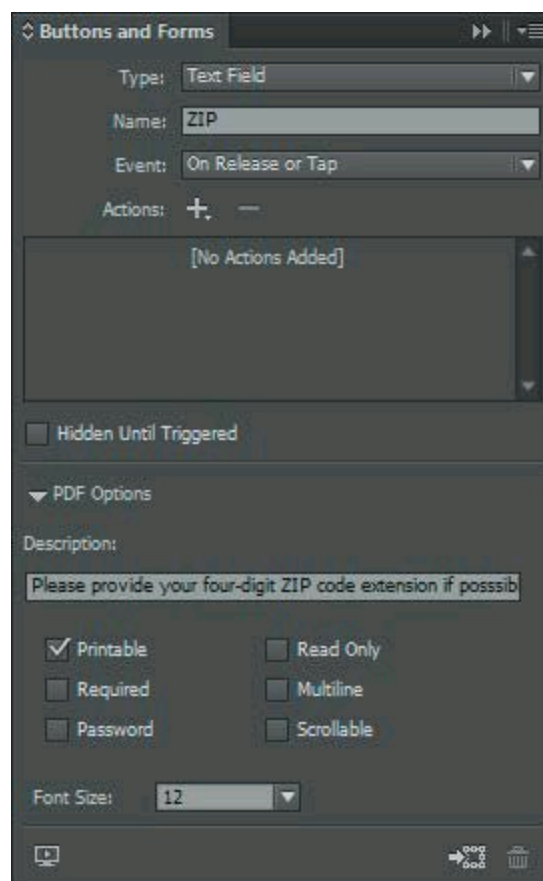 Buttons and Forms
Type: Text Field
Name: ZIP
Event: On Release or Tap
Actions:
[No Actions Added]
Hidden Until Triggered
PDF Options
Description:
Please provide your four-digit ZIP code extension if posssib
Printable Read Only
Required Multiline
Password Scrollable
Font Size: 12